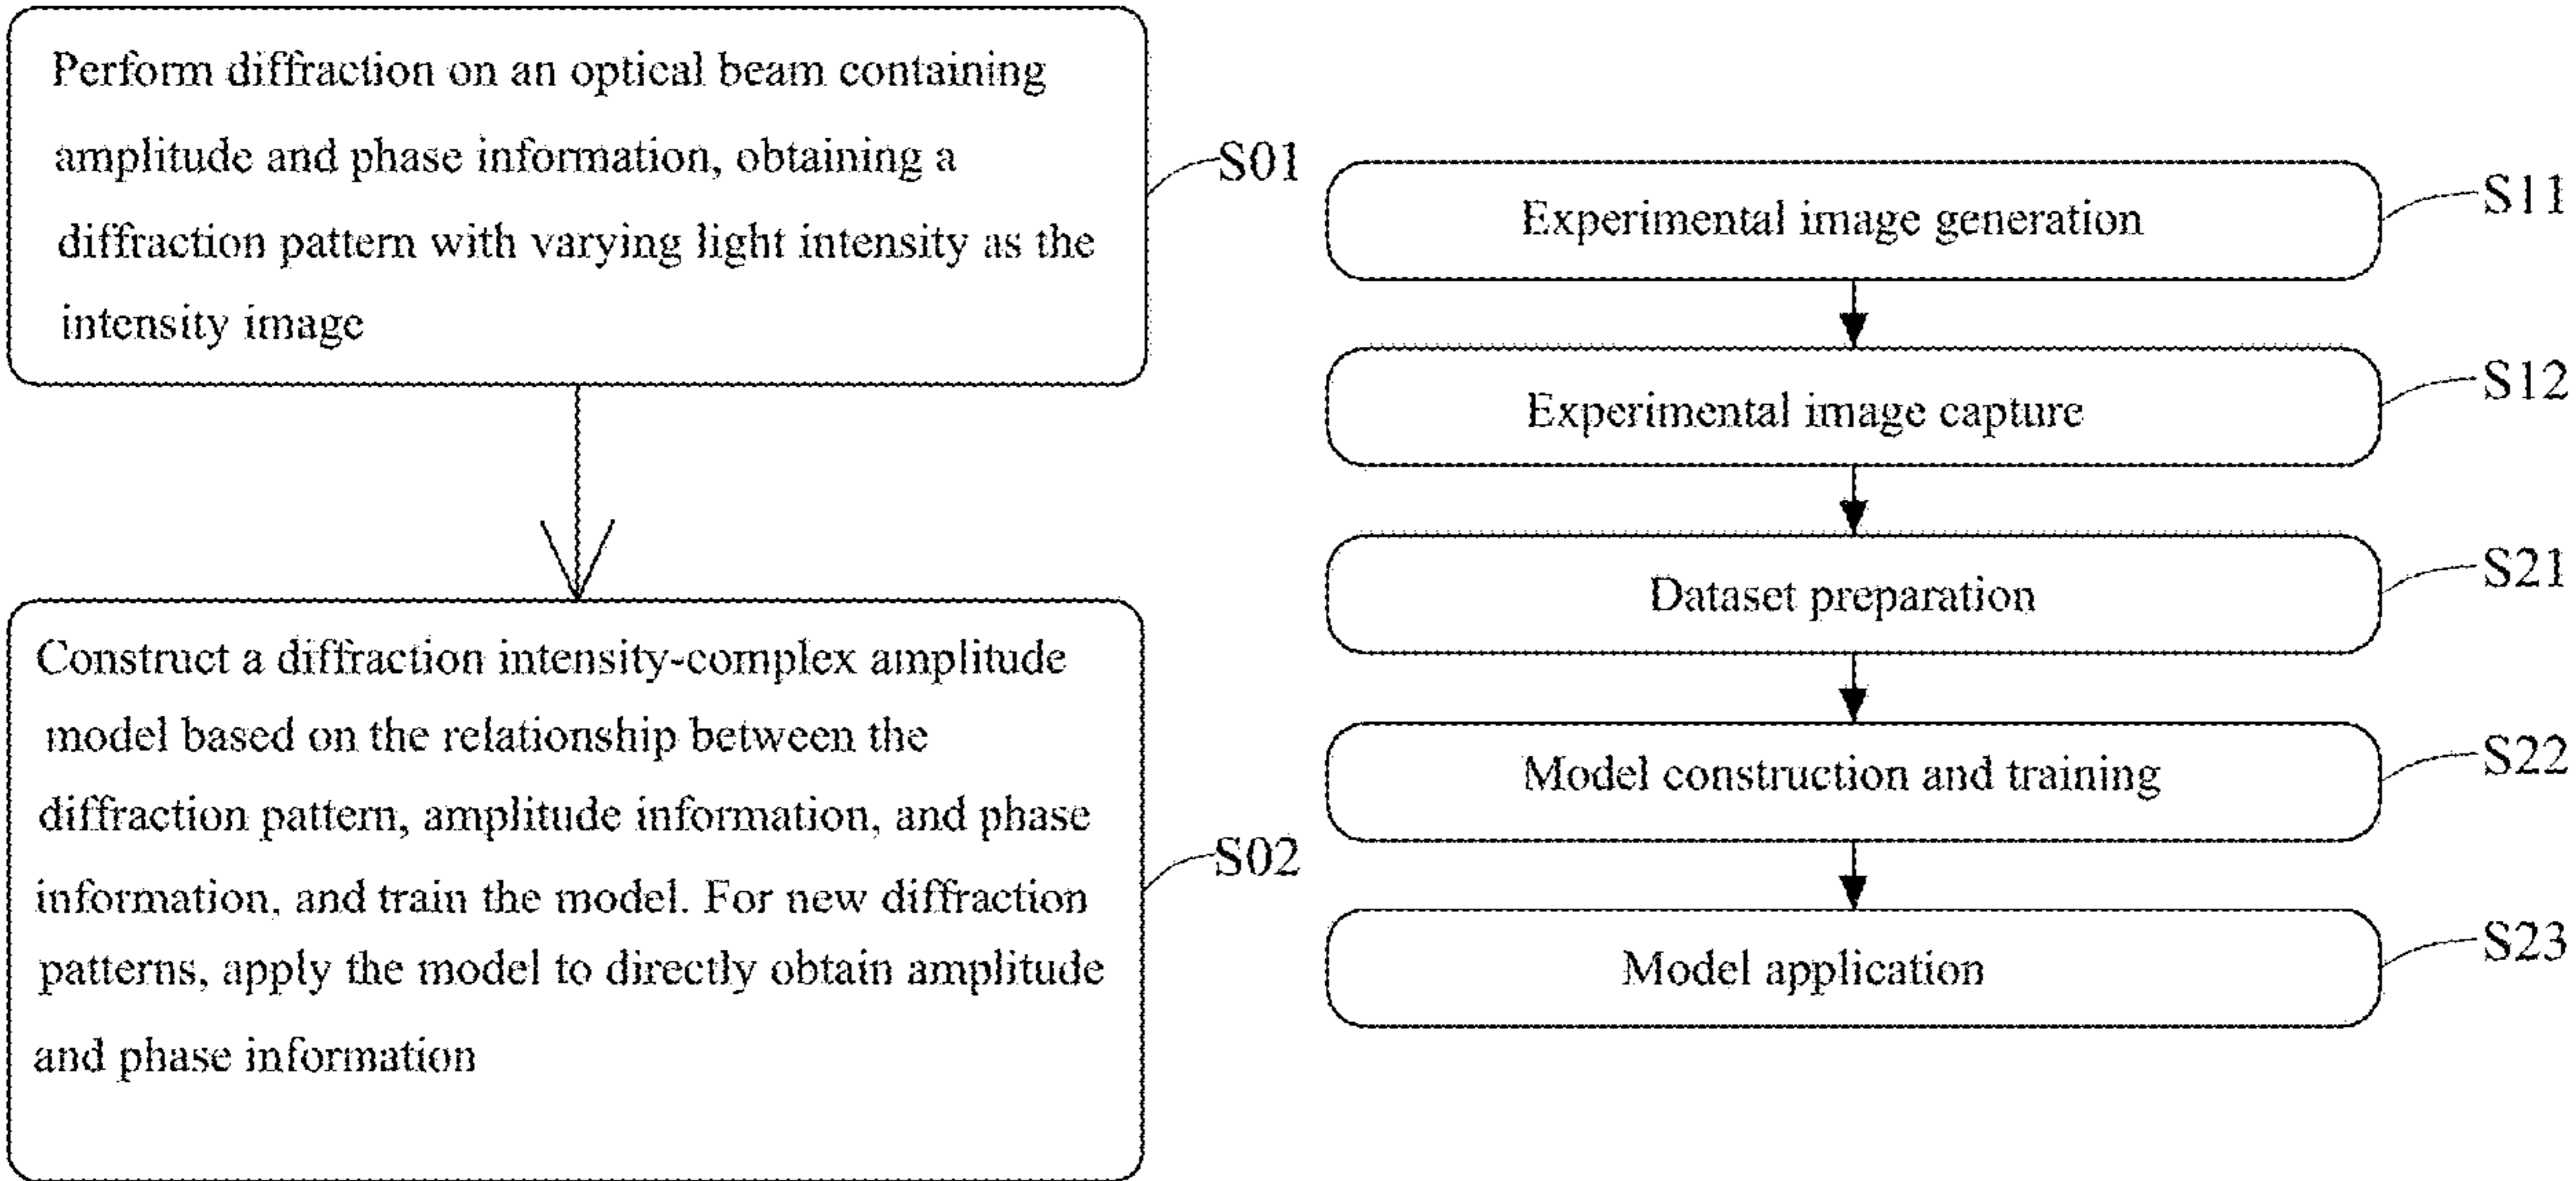 Perform diffraction on an optical beam containing
amplitude and phase information, obtaining a
diffraction pattern with varying light intensity as the
intensity image
S01
Construct a diffraction intensity-complex amplitude
model based on the relationship between the
diffraction pattern, amplitude information, and phase
information, and train the model. For new diffraction
patterns, apply the model to directly obtain amplitude
and phase information
S02
Experimental image generation
S11
Experimental image capture
S12
Dataset preparation
S21
Model construction and training
S22
Model application
S23